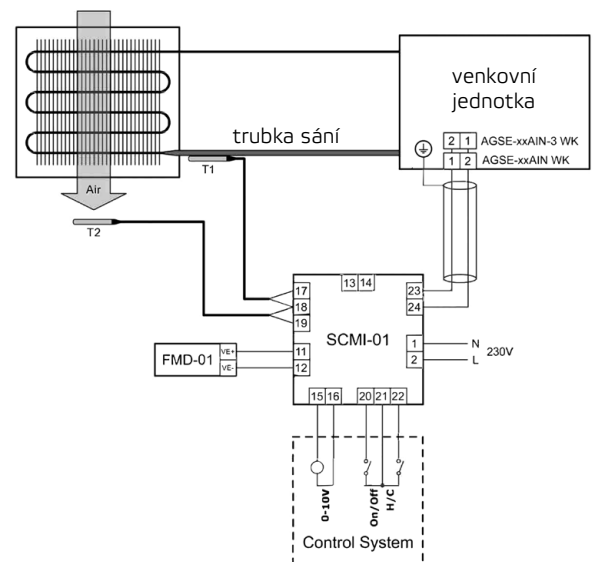 venkovní
jednotka
2 1 AGSE-xxAIN-3 WK
1 2 AGSE-xxAIN WK
trubka sání
T1
Air
T2
13 14
17
18
19
23
24
SCMI-01
1 N
2 L
230V
FMD-01
VE+
VE-
11
12
15 16 20 21 22
0-10V
On/Off
H/C
Control System